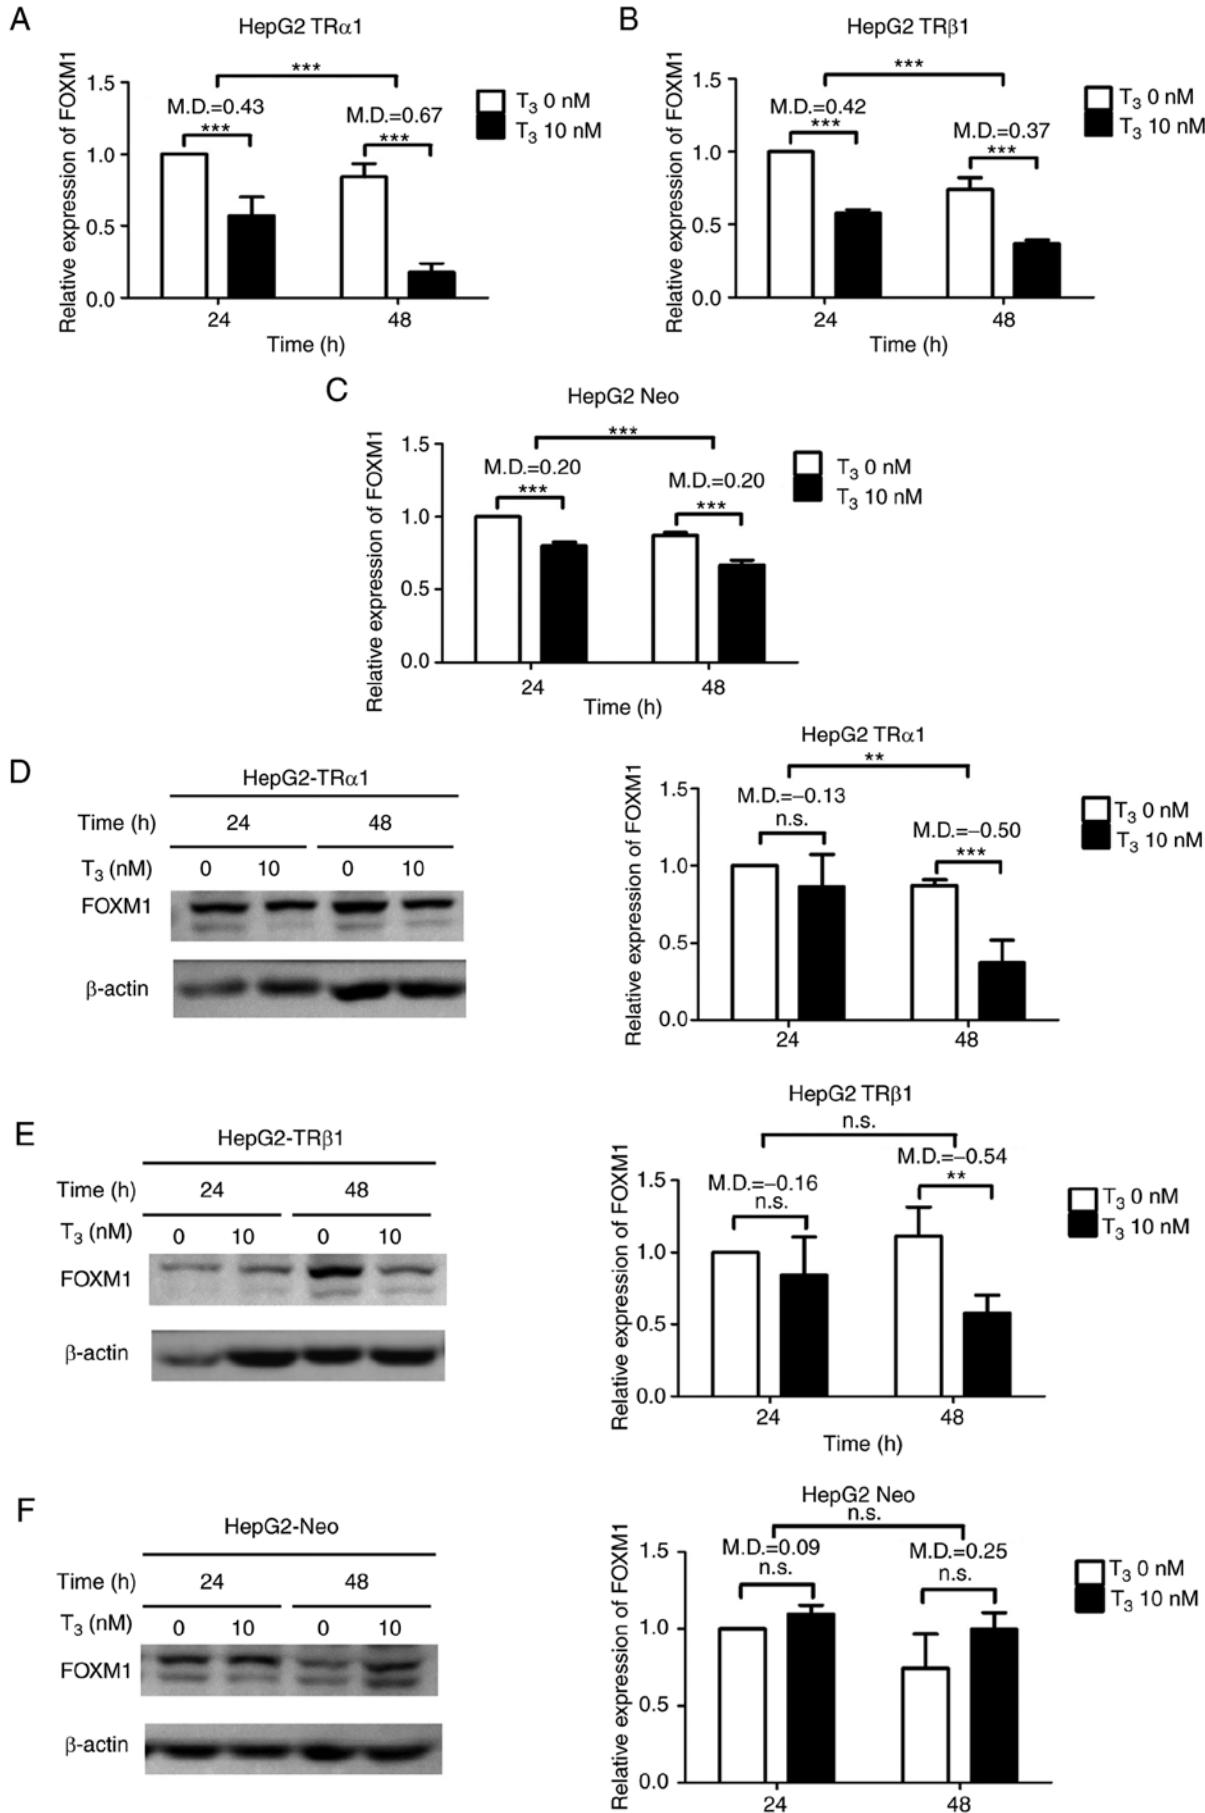 A
HepG2 TRα1
***
M.D.=0.43
***
M.D.=0.67
***
T3 0 nM
T3 10 nM
Relative expression of FOXM1
1.5
1.0
0.5
0.0
24
48
Time (h)
B
HepG2 TRβ1
***
M.D.=0.42
***
M.D.=0.37
***
T3 0 nM
T3 10 nM
Relative expression of FOXM1
1.5
1.0
0.5
0.0
24
48
Time (h)
C
HepG2 Neo
***
M.D.=0.20
***
M.D.=0.20
***
T3 0 nM
T3 10 nM
Relative expression of FOXM1
1.5
1.0
0.5
0.0
24
48
Time (h)
D
HepG2-TRα1
Time (h) 24 48
T3 (nM) 0 10 0 10
FOXM1
β-actin
HepG2 TRα1
**
M.D.=–0.13
n.s.
M.D.=–0.50
***
T3 0 nM
T3 10 nM
Relative expression of FOXM1
1.5
1.0
0.5
0.0
24
48
E
HepG2-TRβ1
Time (h) 24 48
T3 (nM) 0 10 0 10
FOXM1
β-actin
HepG2 TRβ1
n.s.
M.D.=–0.16
n.s.
M.D.=–0.54
**
T3 0 nM
T3 10 nM
Relative expression of FOXM1
1.5
1.0
0.5
0.0
24
48
Time (h)
F
HepG2-Neo
Time (h) 24 48
T3 (nM) 0 10 0 10
FOXM1
β-actin
HepG2 Neo
n.s.
M.D.=0.09
n.s.
M.D.=0.25
n.s.
T3 0 nM
T3 10 nM
Relative expression of FOXM1
1.5
1.0
0.5
0.0
24
48